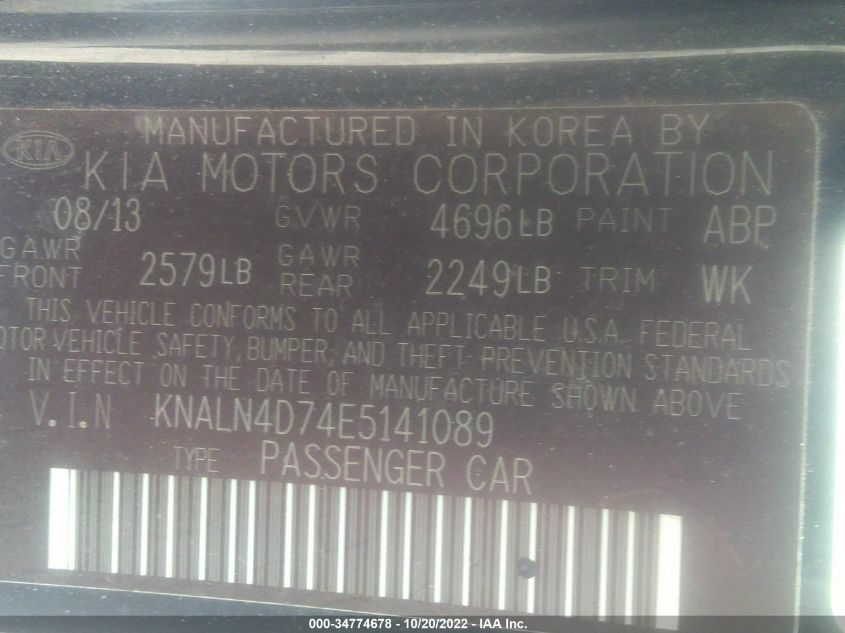 MANUFACTURED IN KOREA BY
KIA
KIA MOTORS CORPORATION
08/13 GVWR 4696LB PAINT ABP
GAWR FRONT 2579LB GAWR REAR 2249LB TRIM WK
THIS VEHICLE CONFORMS TO ALL APPLICABLE U.S.A. FEDERAL
OTOR VEHICLE SAFETY, BUMPER, AND THEFT PREVENTION STANDARDS
IN EFFECT ON THE DATE OF MANUFACTURE SHOWN ABOVE
V.I.N KNALN4D74E5141089
TYPE PASSENGER CAR
000-34774678 - 10/20/2022 - IAA Inc.